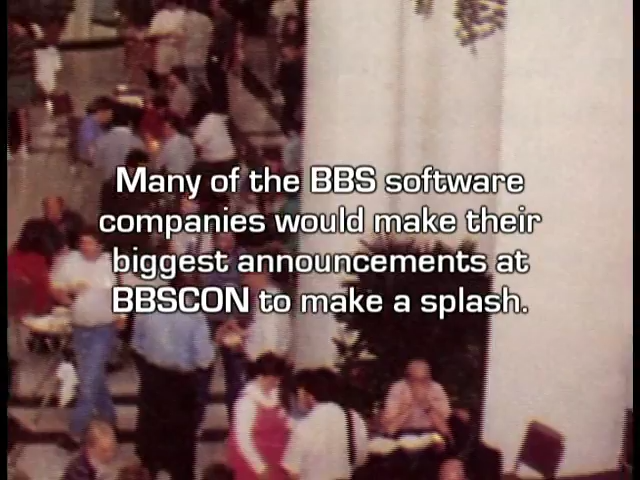 Many of the BBS software
companies would make their
biggest announcements at
BBSCON to make a splash.